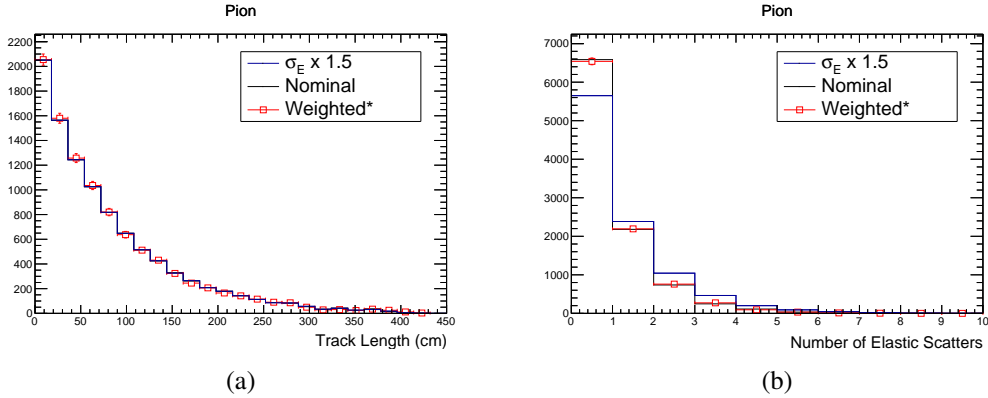 Pion
2200
2000
1800
1600
1400
1200
1000
800
600
400
200
0
0 50 100 150 200 250 300 350 400 450
Track Length (cm)
σE x 1.5
Nominal
Weighted*
(a)
Pion
7000
6000
5000
4000
3000
2000
1000
0
0 1 2 3 4 5 6 7 8 9 10
Number of Elastic Scatters
σE x 1.5
Nominal
Weighted*
(b)